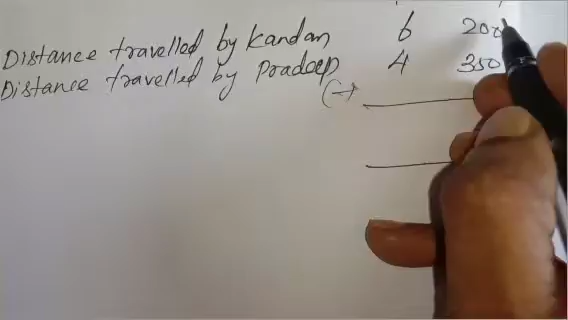 Distance travelled by Kandan 6 200
Distance travelled by Pradeep 4 350
(-)